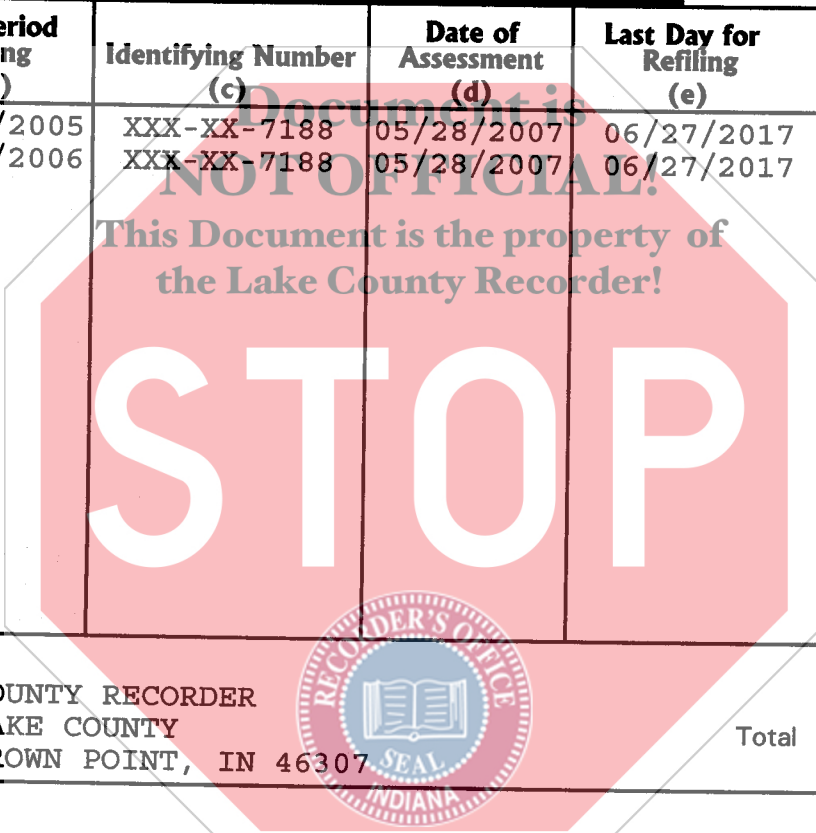 eriod
ng
)
Identifying Number
(c)
Date of
Assessment
(d)
Last Day for
Refiling
(e)
/2005 XXX-XX-7188 05/28/2007 06/27/2017
/2006 XXX-XX-7188 05/28/2007 06/27/2017
Document is
NOT OFFICIAL!
This Document is the property of
the Lake County Recorder!
STOP
OUNTY RECORDER
AKE COUNTY
ROWN POINT, IN 46307
Total
RECORDER'S OFFICE
SEAL
INDIANA